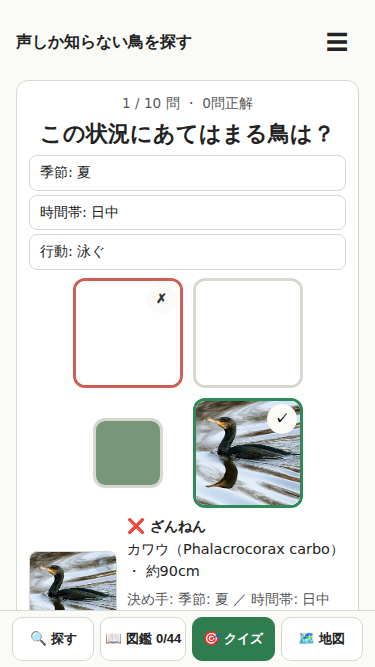 声しか知らない鳥を探す
☰
1 / 10 問 ・ 0問正解
この状況にあてはまる鳥は？
季節: 夏
時間帯: 日中
行動: 泳ぐ
✗
✓
❌ ざんねん
カワウ（Phalacrocorax carbo）
・ 約90cm
決め手: 季節: 夏 ／ 時間帯: 日中
🔍 探す
📖 図鑑 0/44
🎯 クイズ
🗺️ 地図